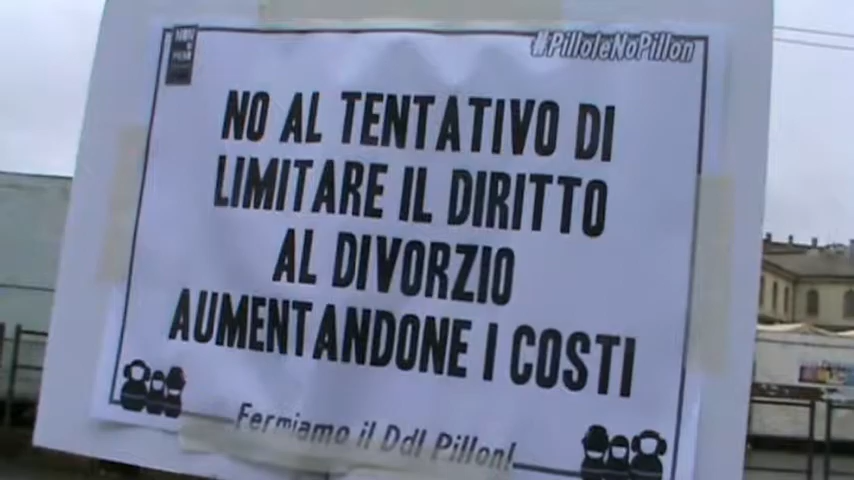 #PilloleNoPillon
NO AL TENTATIVO DI
LIMITARE IL DIRITTO
AL DIVORZIO
AUMENTANDONE I COSTI
Fermiamo il Ddl Pillon!